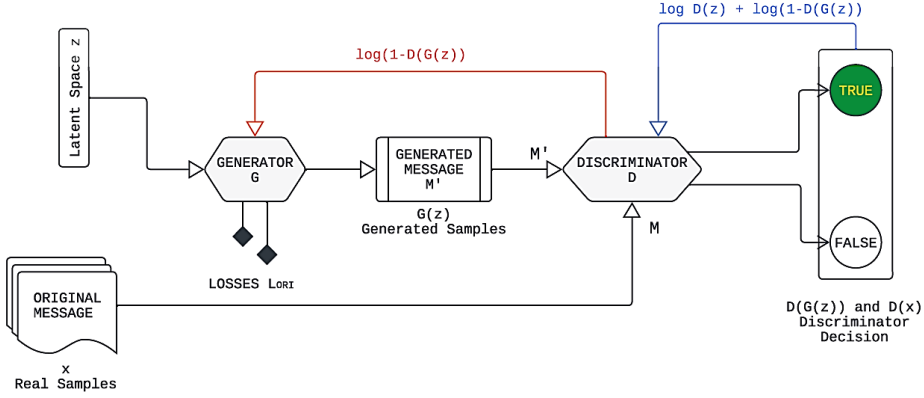 log D(z) + log(1-D(G(z))
Latent Space z
log(1-D(G(z))
TRUE
GENERATOR
G
GENERATED
MESSAGE
M'
M'
DISCRIMINATOR
D
G(z)
Generated Samples
M
FALSE
LOSSES LORI
ORIGINAL
MESSAGE
x
Real Samples
D(G(z)) and D(x)
Discriminator
Decision